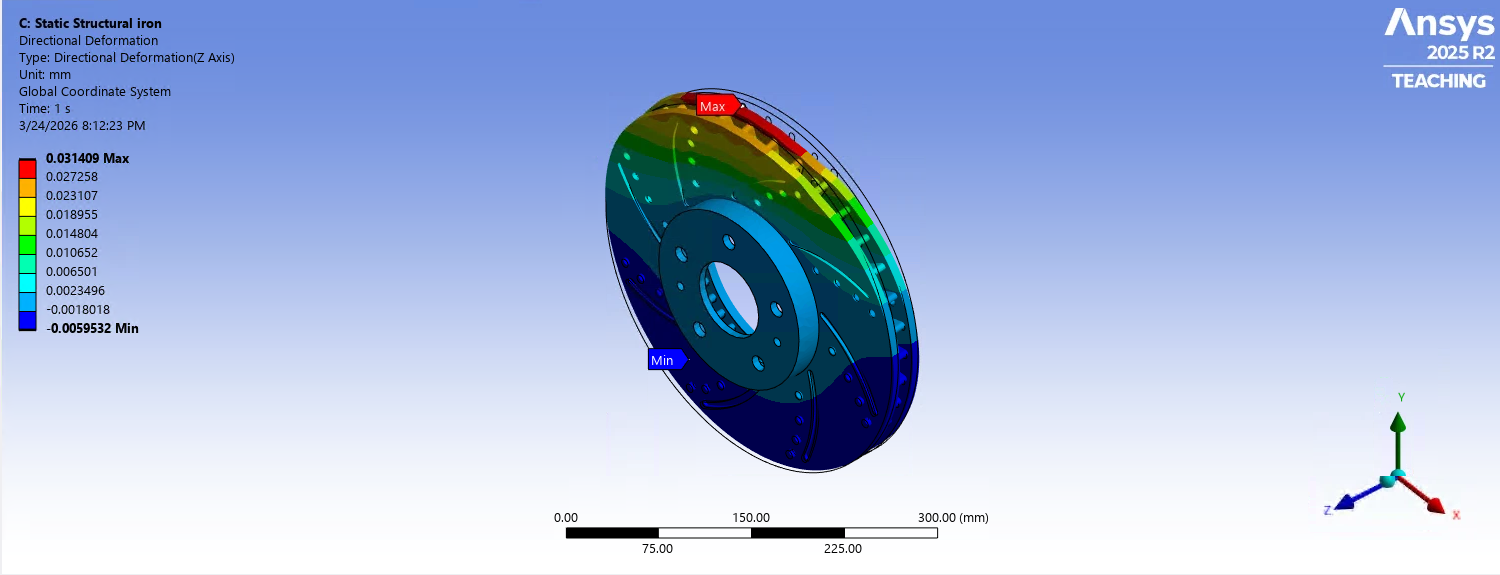 C: Static Structural iron
Directional Deformation
Type: Directional Deformation(Z Axis)
Unit: mm
Global Coordinate System
Time: 1 s
3/24/2026 8:12:23 PM
0.031409 Max
0.027258
0.023107
0.018955
0.014804
0.010652
0.006501
0.0023496
-0.0018018
-0.0059532 Min
Ansys
2025 R2
TEACHING
Max
Min
0.00 150.00 300.00 (mm)
75.00 225.00
Y
Z X